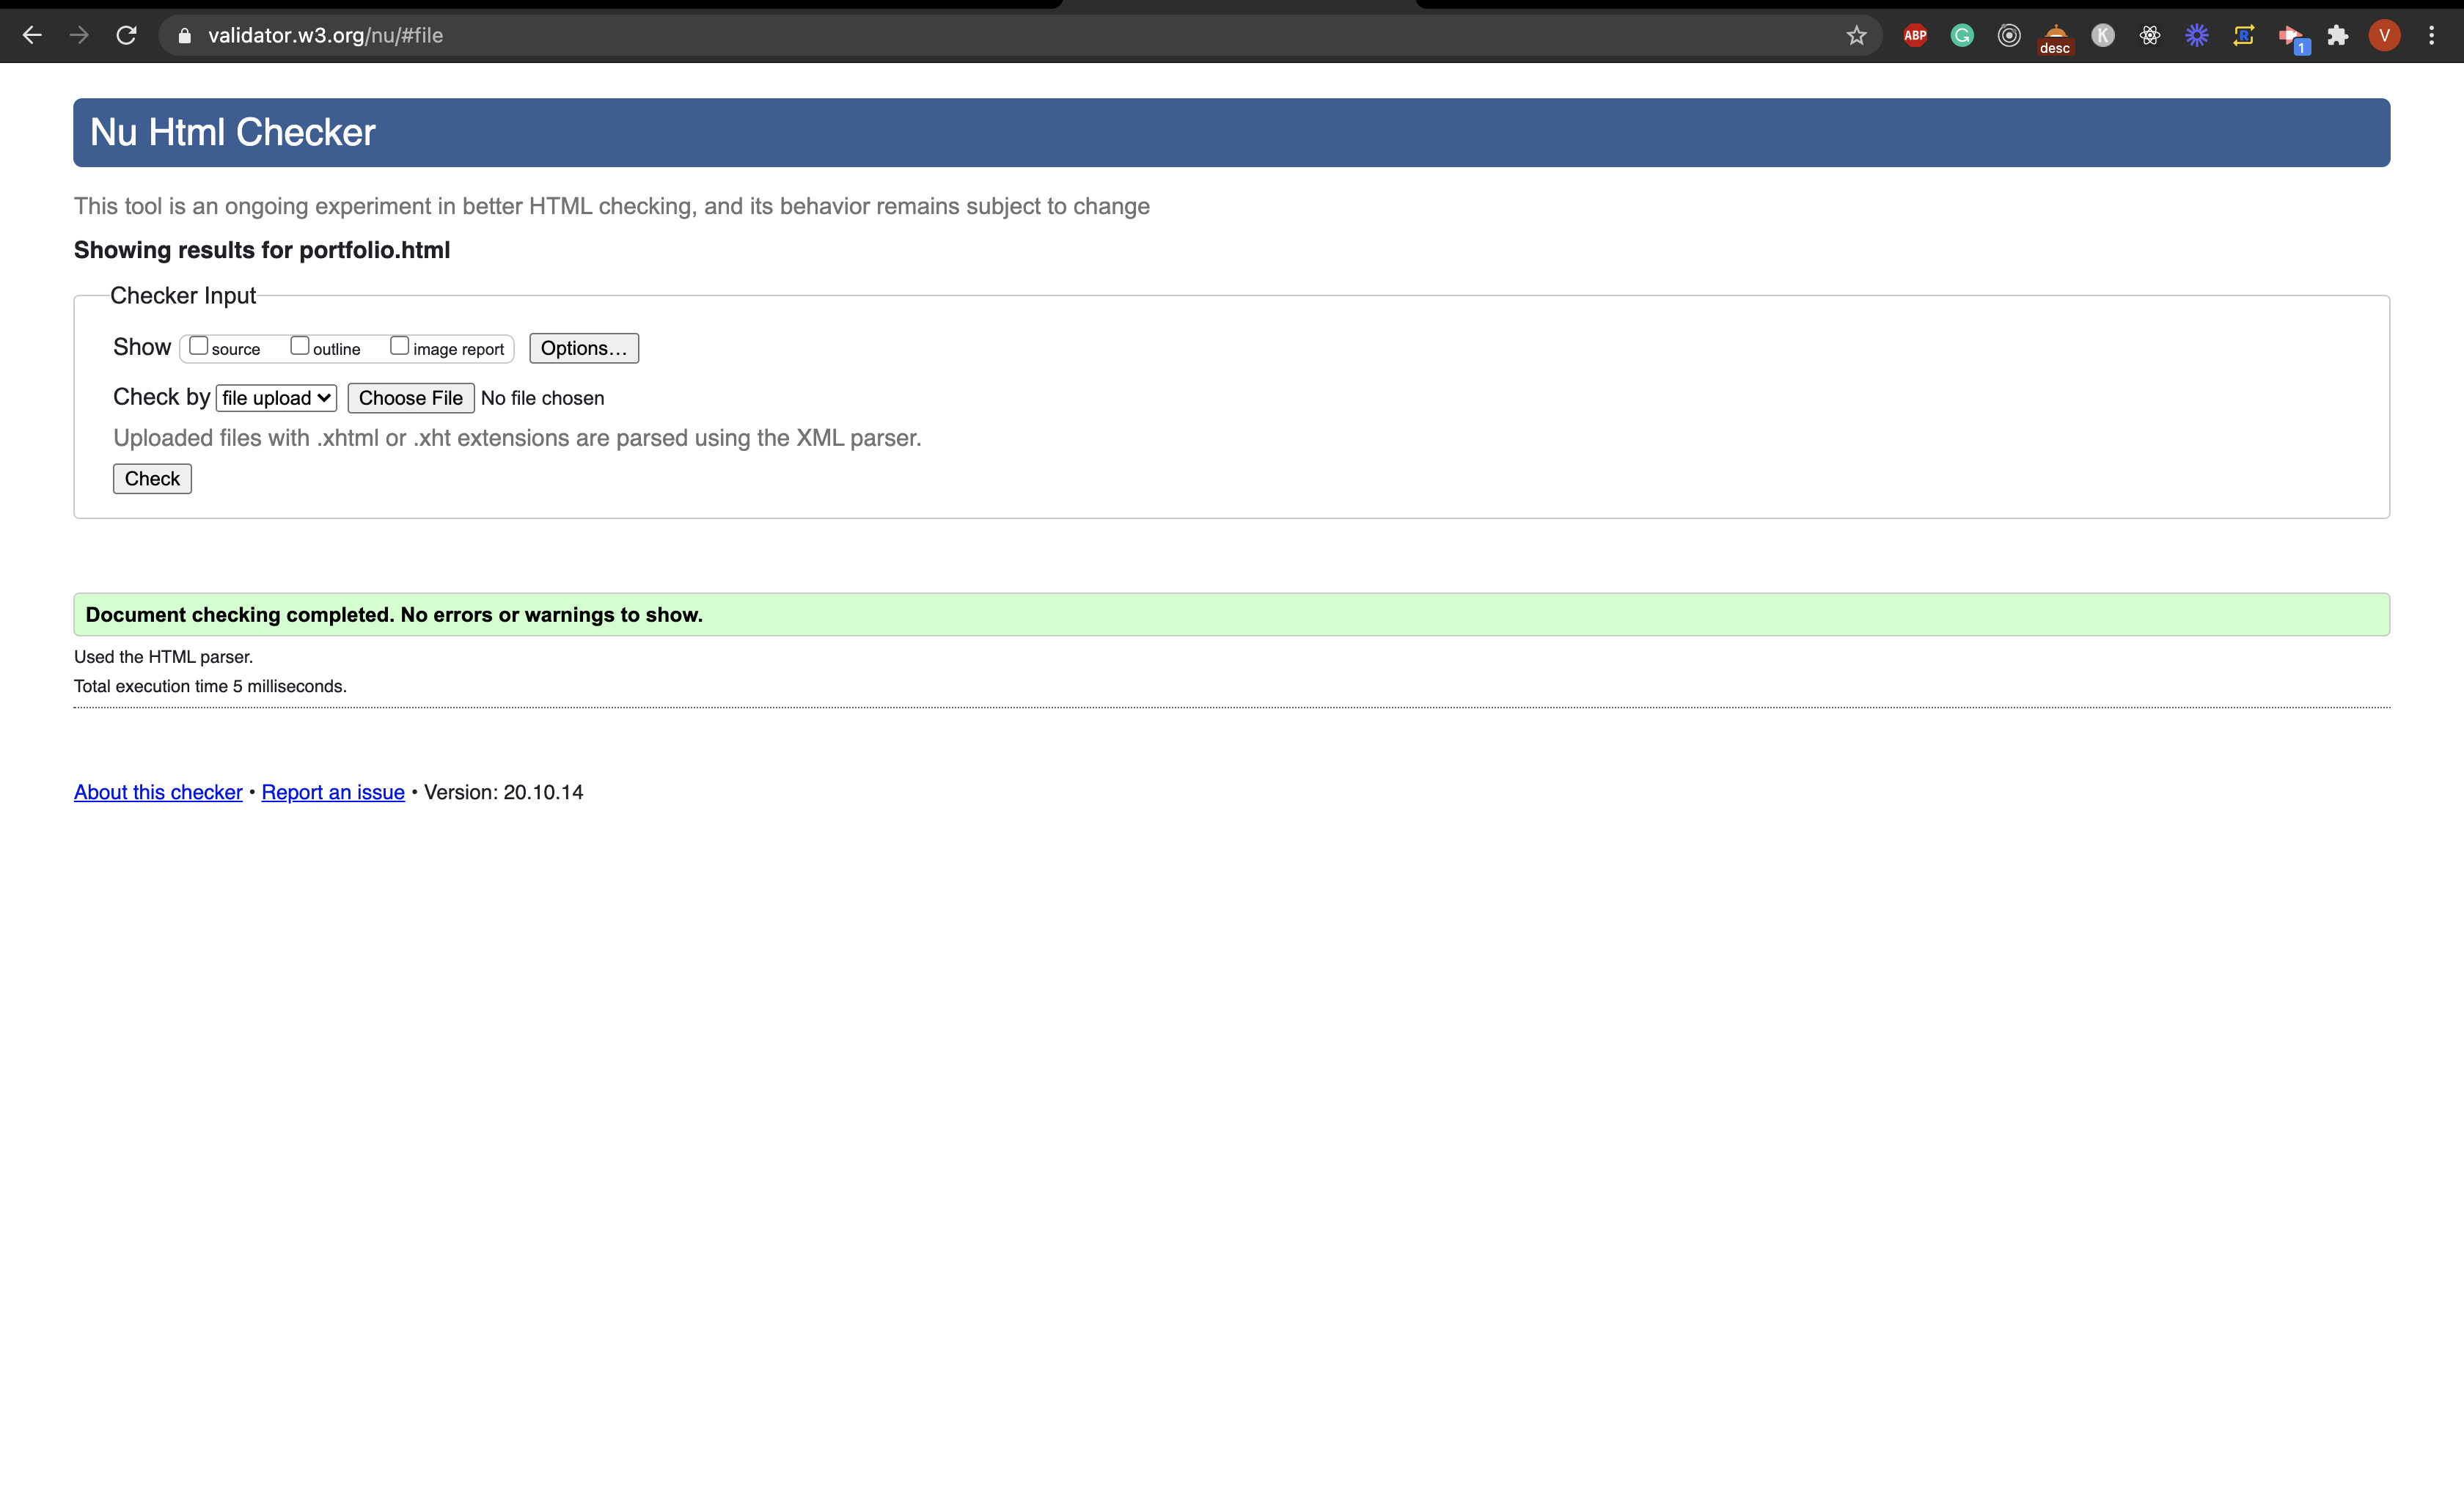 validator.w3.org/nu/#file
ABP
desc
K
R
1
V
Nu Html Checker
This tool is an ongoing experiment in better HTML checking, and its behavior remains subject to change
Showing results for portfolio.html
Checker Input
Show source outline image report Options...
Check by file upload Choose File No file chosen
Uploaded files with .xhtml or .xht extensions are parsed using the XML parser.
Check
Document checking completed. No errors or warnings to show.
Used the HTML parser.
Total execution time 5 milliseconds.
About this checker • Report an issue • Version: 20.10.14